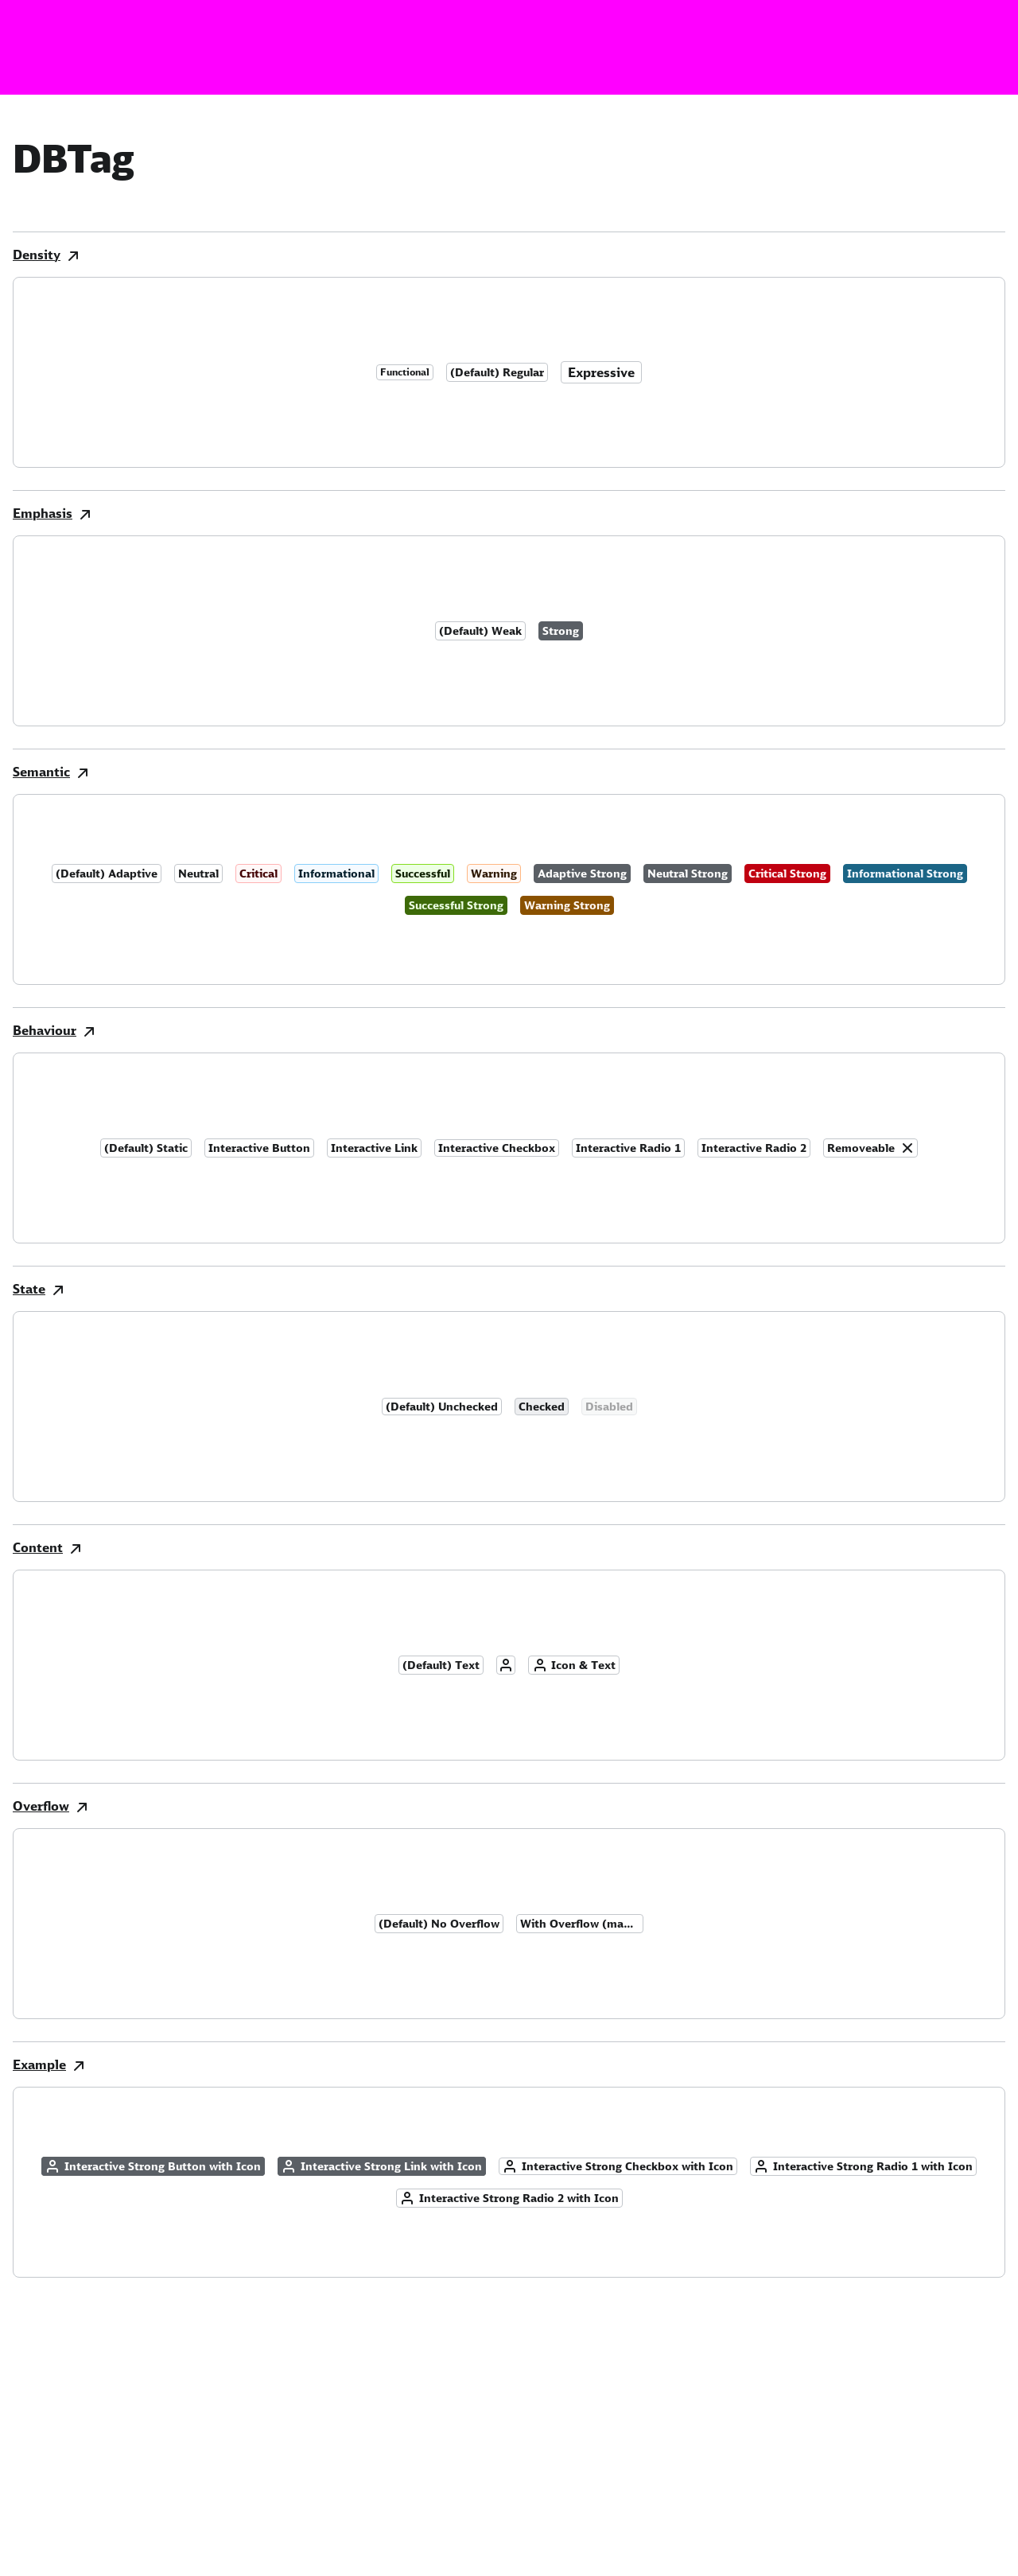 DBTag
Density
Functional (Default) Regular Expressive
Emphasis
(Default) Weak Strong
Semantic
(Default) Adaptive Neutral Critical Informational Successful Warning Adaptive Strong Neutral Strong Critical Strong Informational Strong
Successful Strong Warning Strong
Behaviour
(Default) Static Interactive Button Interactive Link Interactive Checkbox Interactive Radio 1 Interactive Radio 2 Removeable
State
(Default) Unchecked Checked Disabled
Content
(Default) Text Icon & Text
Overflow
(Default) No Overflow With Overflow (ma...
Example
Interactive Strong Button with Icon Interactive Strong Link with Icon Interactive Strong Checkbox with Icon Interactive Strong Radio 1 with Icon
Interactive Strong Radio 2 with Icon